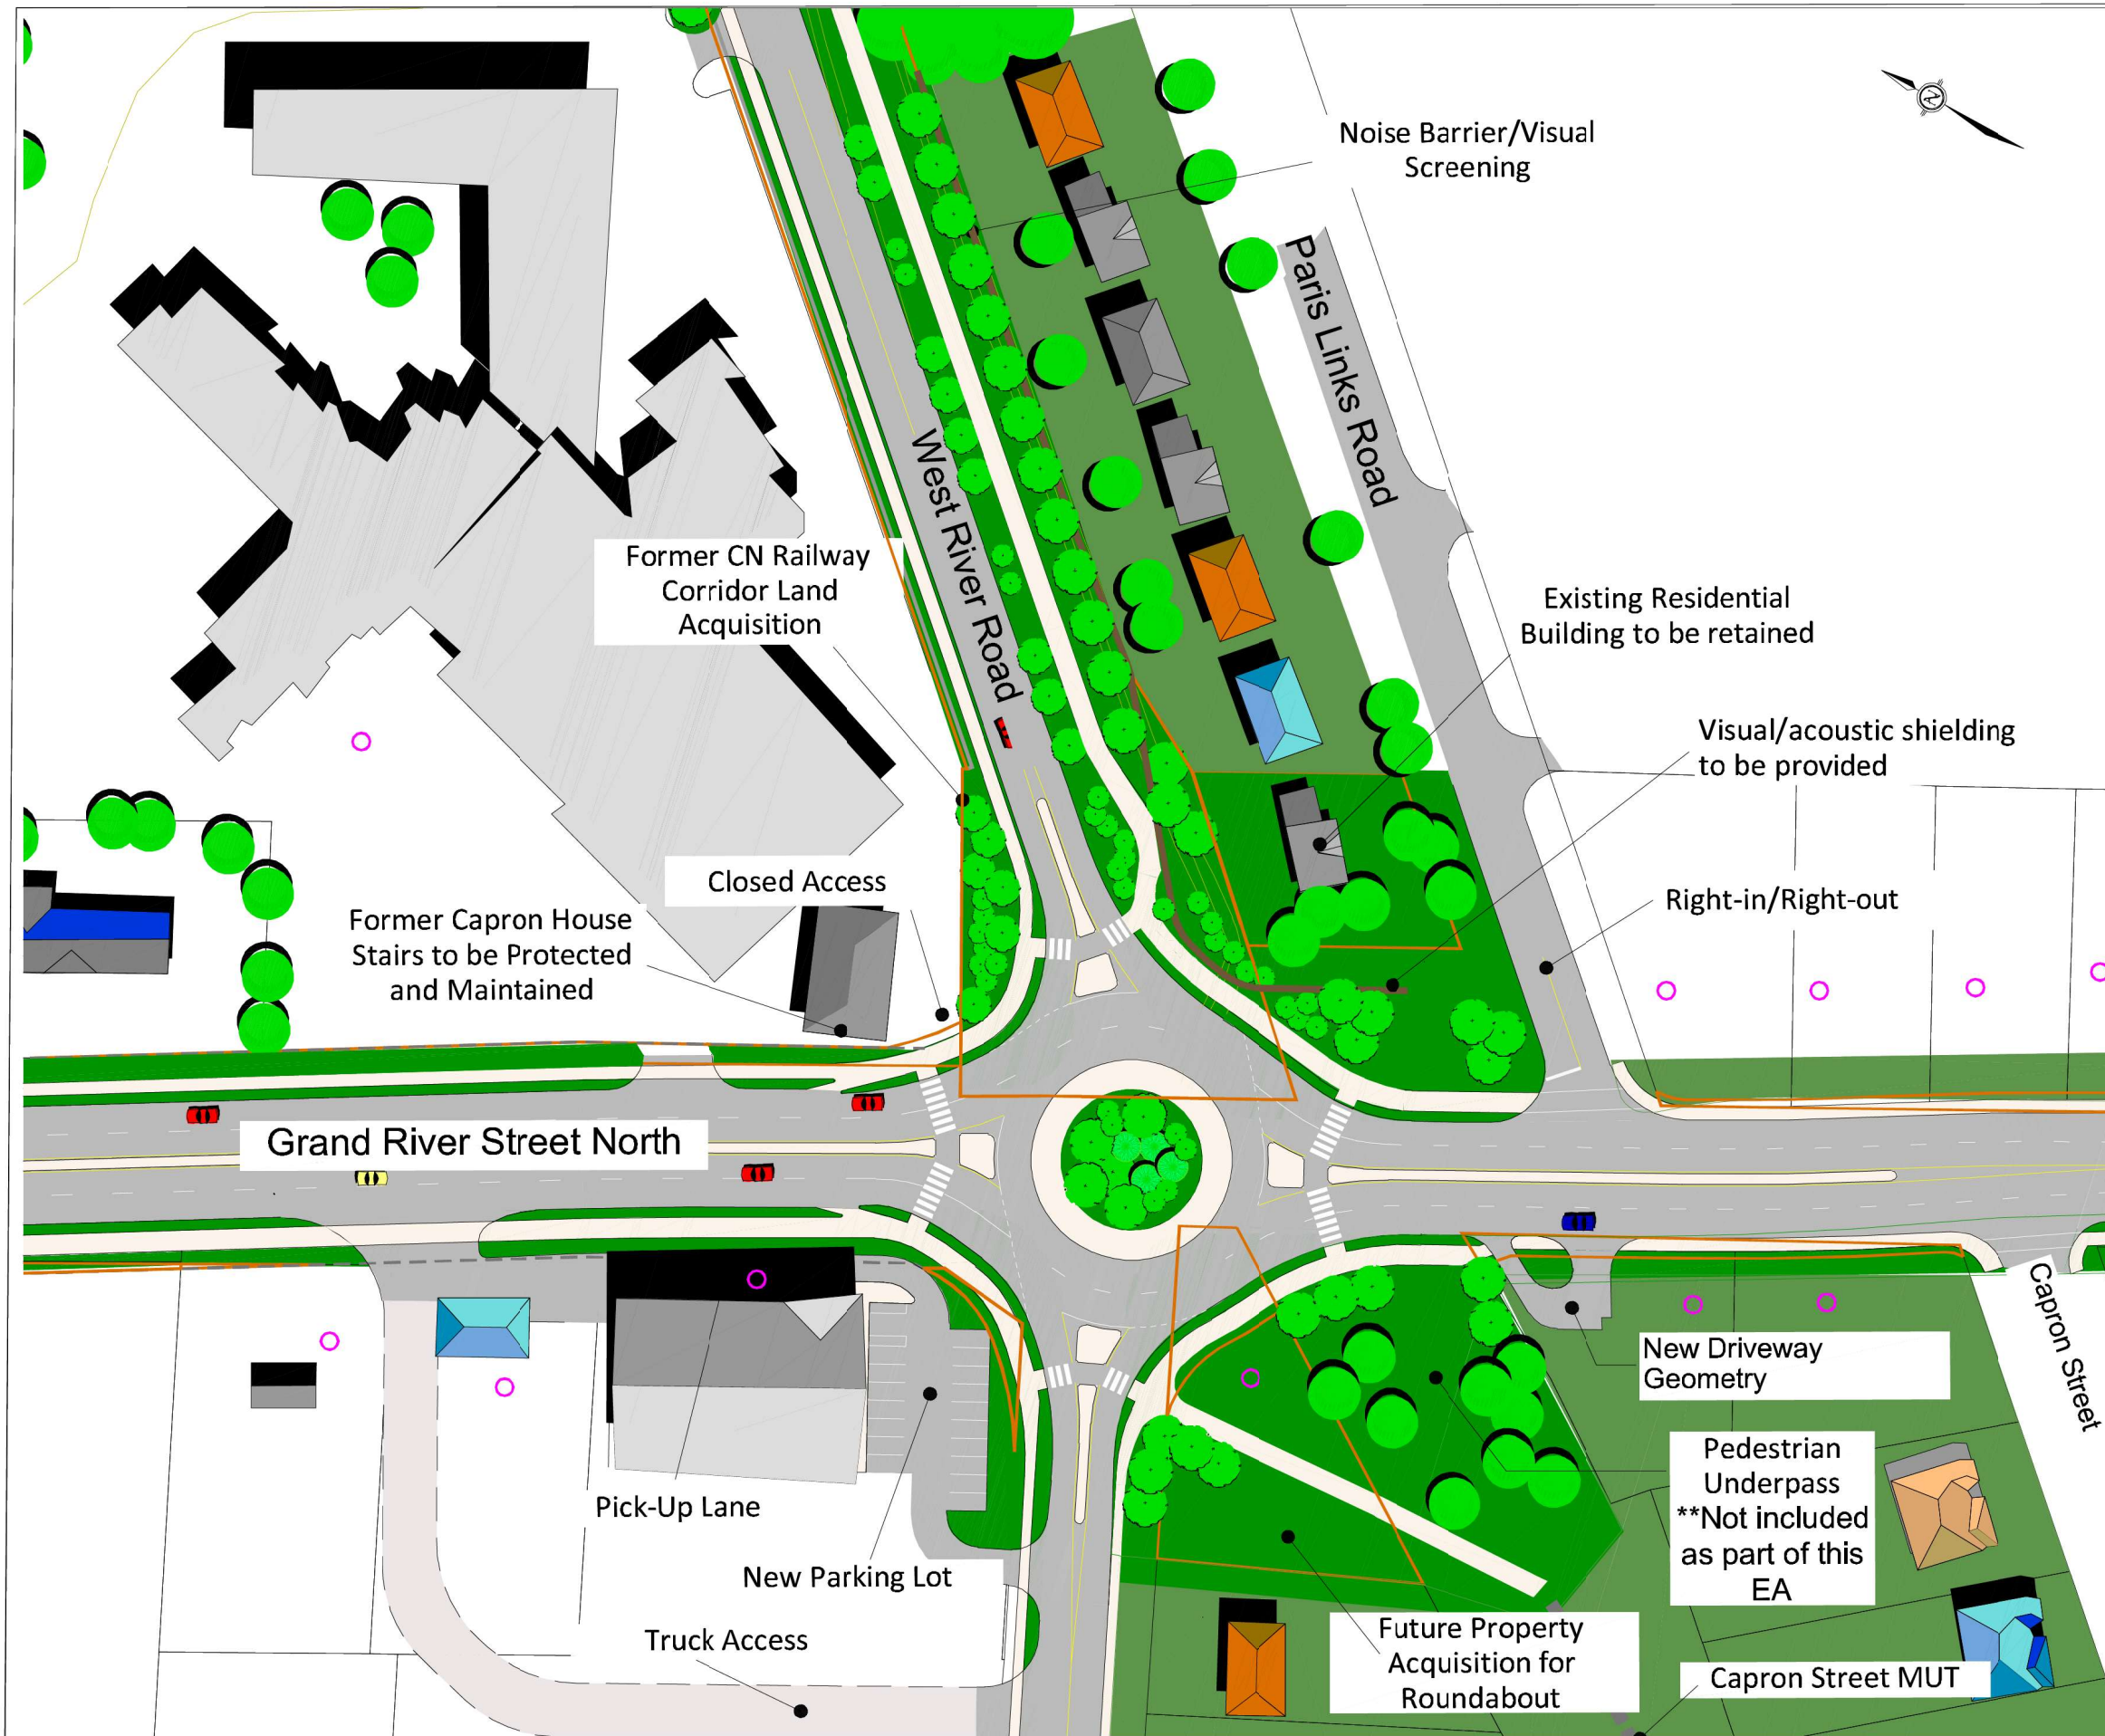 Noise Barrier/Visual
Screening
Paris Links Road
West River Road
Former CN Railway
Corridor Land
Acquisition
Existing Residential
Building to be retained
Visual/acoustic shielding
to be provided
Closed Access
Right-in/Right-out
Former Capron House
Stairs to be Protected
and Maintained
Grand River Street North
Capron Street
New Driveway
Geometry
Pedestrian
Underpass
**Not included
as part of this
EA
Pick-Up Lane
New Parking Lot
Truck Access
Future Property
Acquisition for
Roundabout
Capron Street MUT